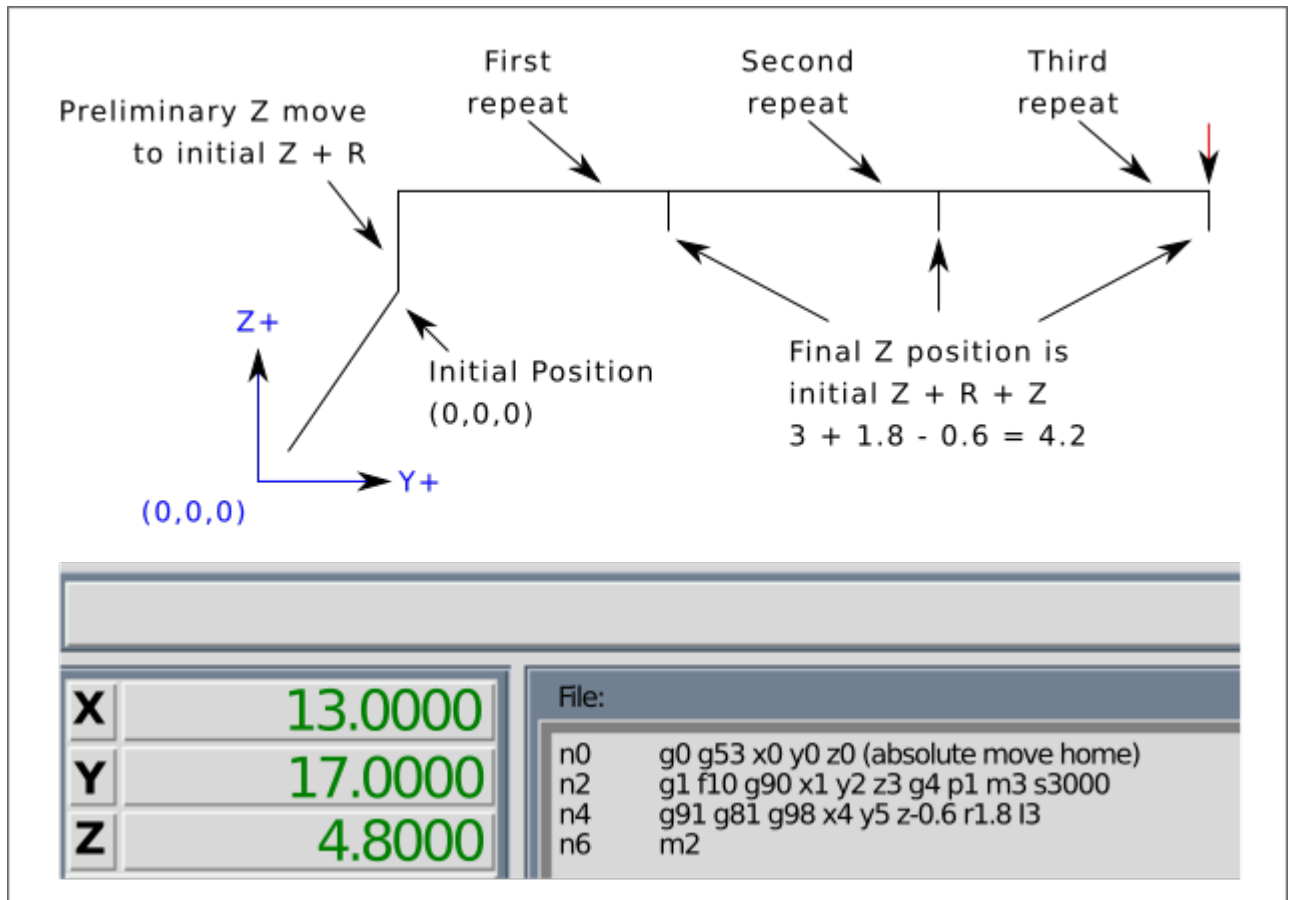 First
repeat
Second
repeat
Third
repeat
Preliminary Z move
to initial Z + R
Z+
Initial Position
(0,0,0)
Final Z position is
initial Z + R + Z
3 + 1.8 - 0.6 = 4.2
Y+
(0,0,0)
X 13.0000
Y 17.0000
Z 4.8000
File:
n0 g0 g53 x0 y0 z0 (absolute move home)
n2 g1 f10 g90 x1 y2 z3 g4 p1 m3 s3000
n4 g91 g81 g98 x4 y5 z-0.6 r1.8 l3
n6 m2